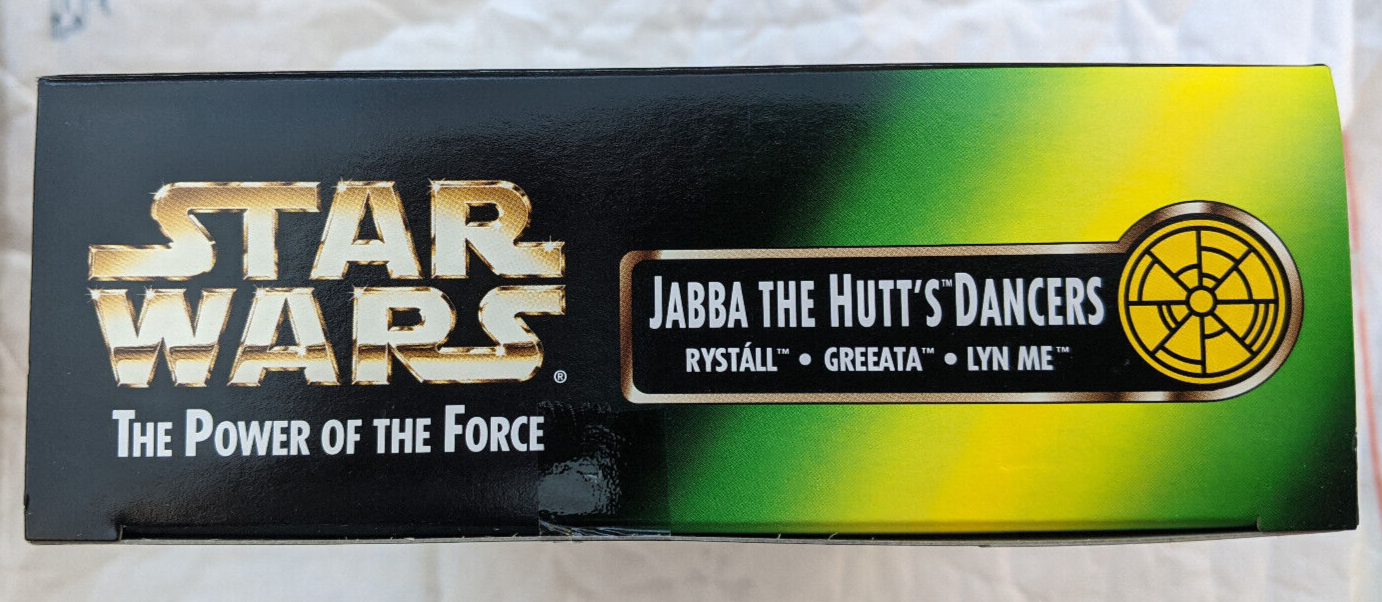 STAR
WARS®
THE POWER OF THE FORCE
JABBA THE HUTT'S™ DANCERS
RYSTÁLL™ • GREEATA™ • LYN ME™